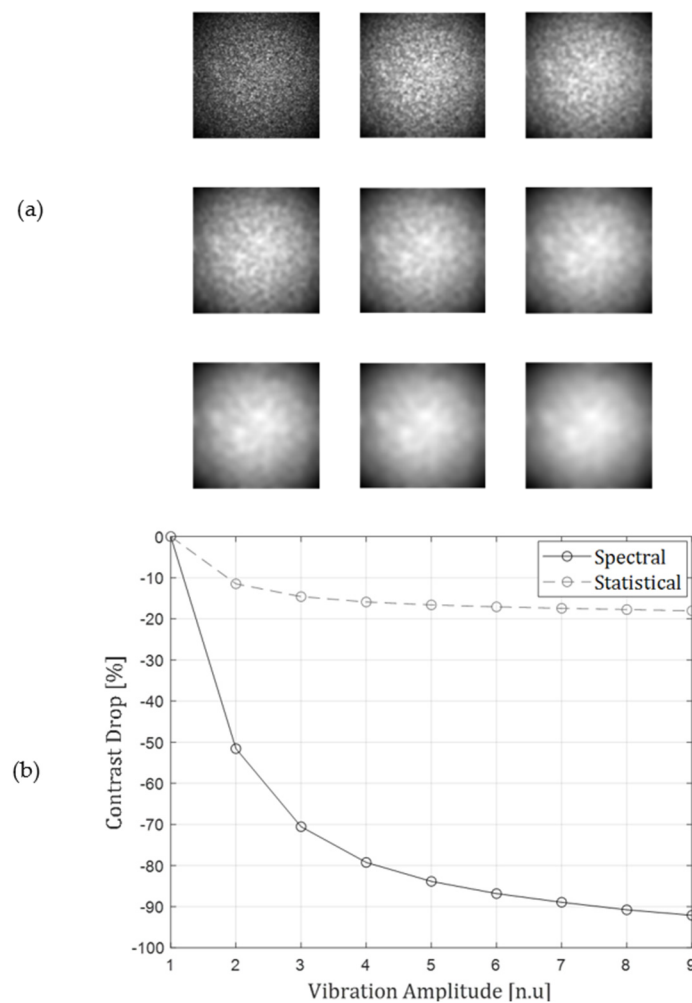 (a)
(b)
0
-10
-20
-30
-40
-50
-60
-70
-80
-90
-100
Contrast Drop [%]
Spectral
Statistical
1 2 3 4 5 6 7 8 9
Vibration Amplitude [n.u]